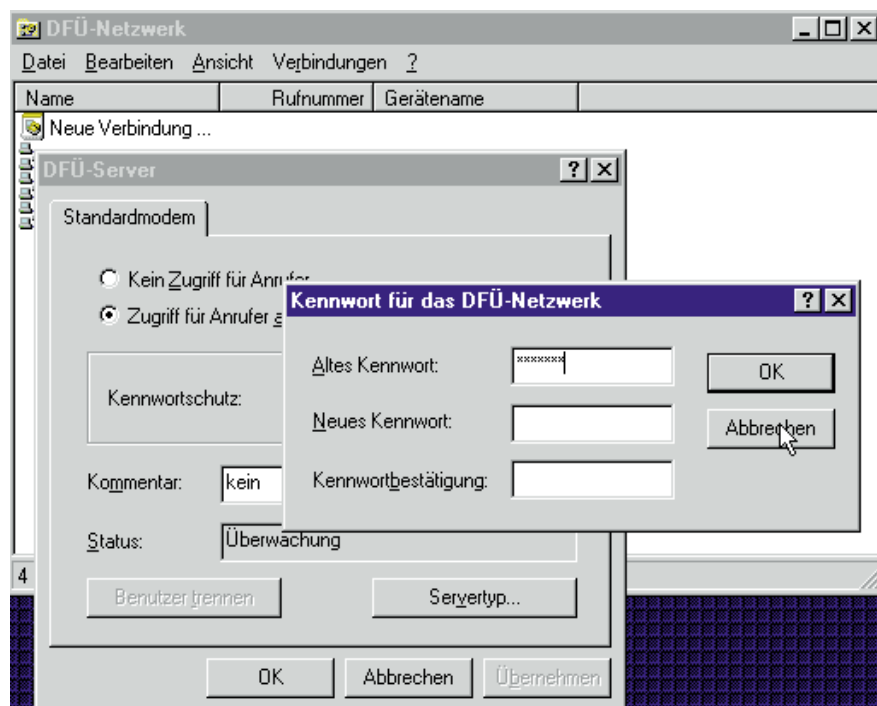 DFÜ-Netzwerk
Datei Bearbeiten Ansicht Verbindungen ?
Name Rufnummer Gerätename
Neue Verbindung ...
DFÜ-Server
Standardmodem
Kein Zugriff für Anrufer
Zugriff für Anrufer
Kennwort für das DFÜ-Netzwerk
Altes Kennwort: xxxxxxx
OK
Kennwortschutz:
Neues Kennwort:
Abbrechen
Kommentar: kein
Kennwortbestätigung:
Status: Überwachung
4
Benutzer trennen Servertyp...
OK Abbrechen Übernehmen